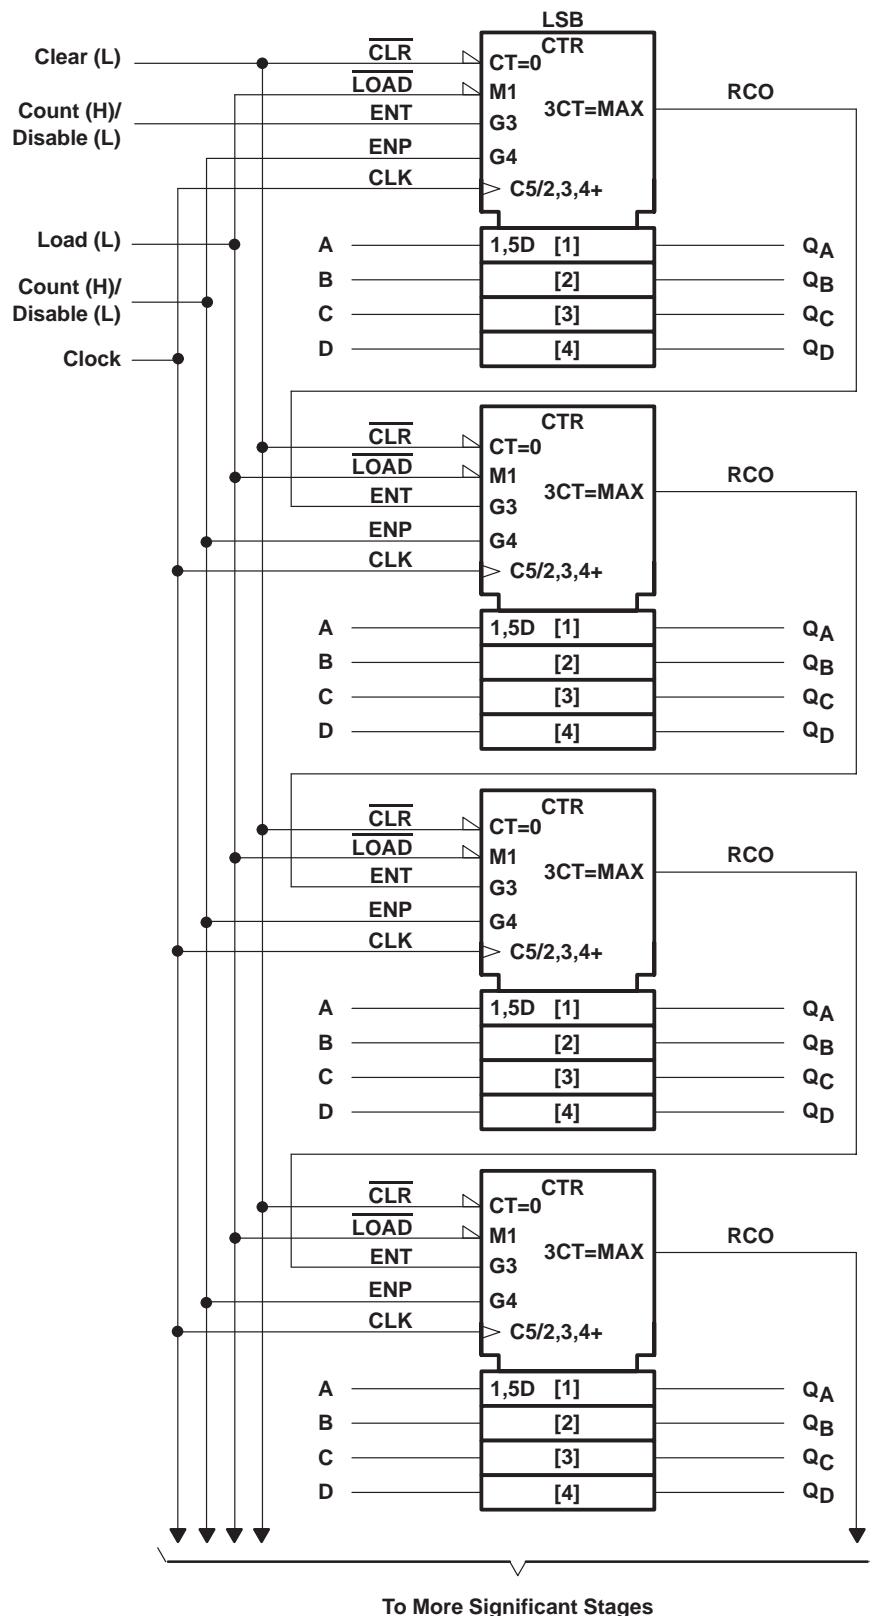 LSB
CTR
Clear (L)
CLR
CT=0
LOAD
M1
RCO
Count (H)/
Disable (L)
ENT
G3
3CT=MAX
ENP
G4
CLK
C5/2,3,4+
Load (L)
A
1,5D [1]
QA
Count (H)/
Disable (L)
B
[2]
QB
C
[3]
QC
Clock
D
[4]
QD
CTR
CLR
CT=0
LOAD
M1
RCO
ENT
G3
3CT=MAX
ENP
G4
CLK
C5/2,3,4+
A
1,5D [1]
QA
B
[2]
QB
C
[3]
QC
D
[4]
QD
CTR
CLR
CT=0
LOAD
M1
RCO
ENT
G3
3CT=MAX
ENP
G4
CLK
C5/2,3,4+
A
1,5D [1]
QA
B
[2]
QB
C
[3]
QC
D
[4]
QD
CTR
CLR
CT=0
LOAD
M1
RCO
ENT
G3
3CT=MAX
ENP
G4
CLK
C5/2,3,4+
A
1,5D [1]
QA
B
[2]
QB
C
[3]
QC
D
[4]
QD
To More Significant Stages